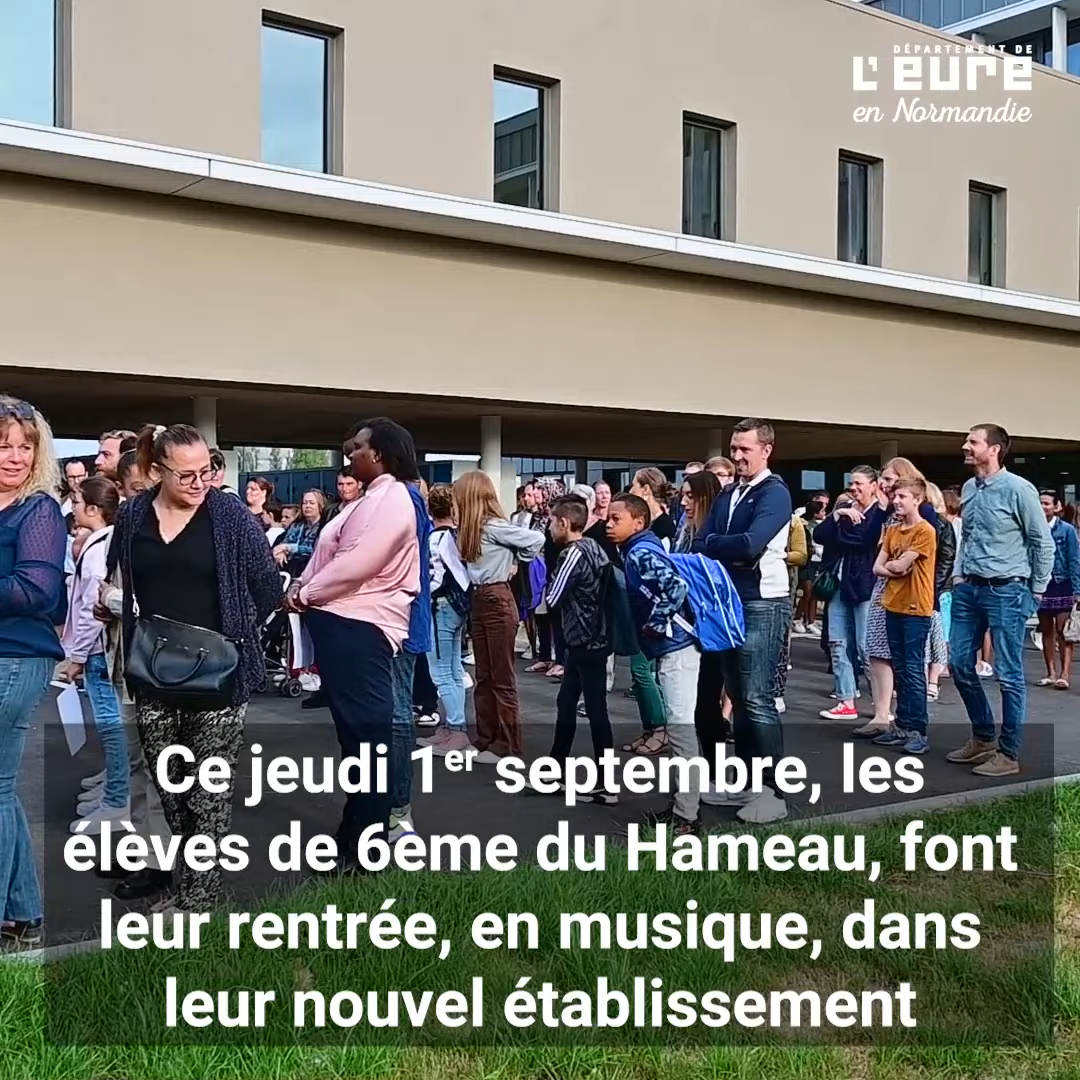 DÉPARTEMENT DE
L'EURE
en Normandie
Ce jeudi 1er septembre, les
élèves de 6ème du Hameau, font
leur rentrée, en musique, dans
leur nouvel établissement